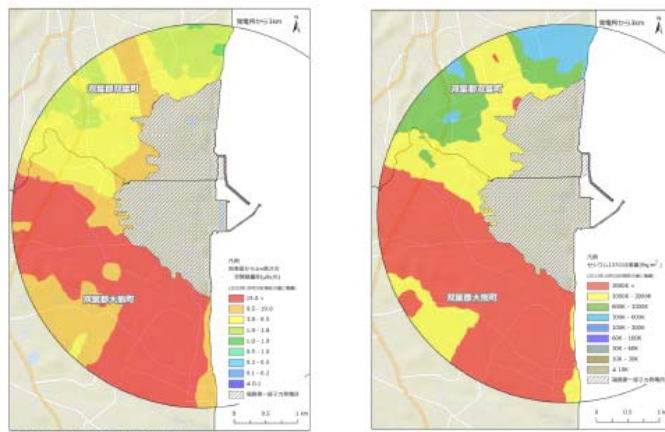 発電所から3km
N
双葉郡双葉町
双葉郡大熊町
凡例
19.0 <
9.5 - 19.0
3.8 - 9.5
1.9 - 3.8
1.0 - 1.9
0.5 - 1.0
0.2 - 0.5
0.1 - 0.2
≦ 0.1
福島第一原子力発電所
0 0.5 1 km
発電所から3km
N
双葉郡双葉町
双葉郡大熊町
凡例
3000K <
1000K - 3000K
600K - 1000K
300K - 600K
100K - 300K
60K - 100K
30K - 60K
10K - 30K
≦ 10K
福島第一原子力発電所
0 0.5 1 km